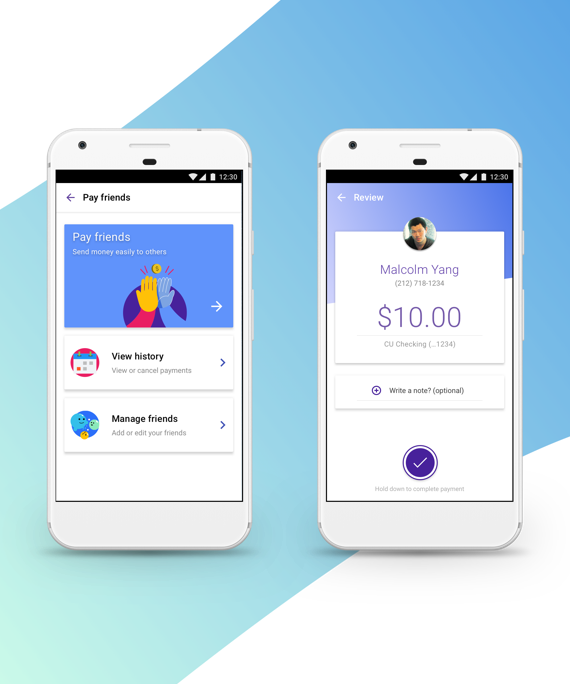 12:30
Pay friends
Pay friends
Send money easily to others
$
View history
View or cancel payments
Manage friends
Add or edit your friends
12:30
Review
Malcolm Yang
(212) 718-1234
$10.00
CU Checking (...1234)
Write a note? (optional)
Hold down to complete payment